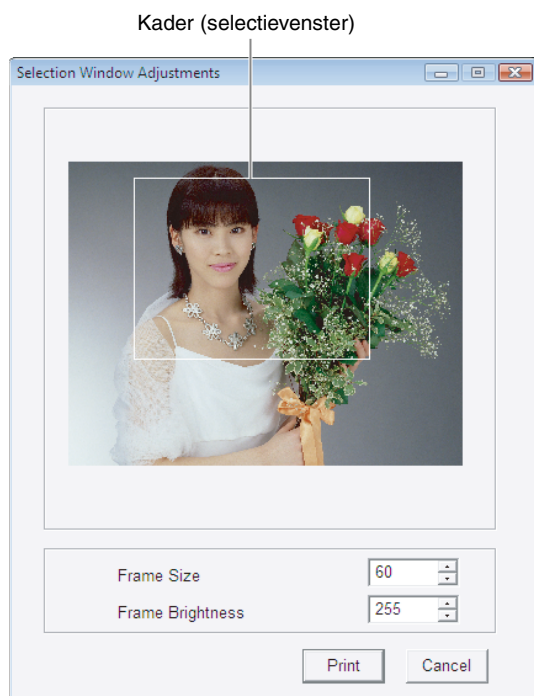 Kader (selectievenster)
Selection Window Adjustments
Frame Size 60
Frame Brightness 255
Print Cancel